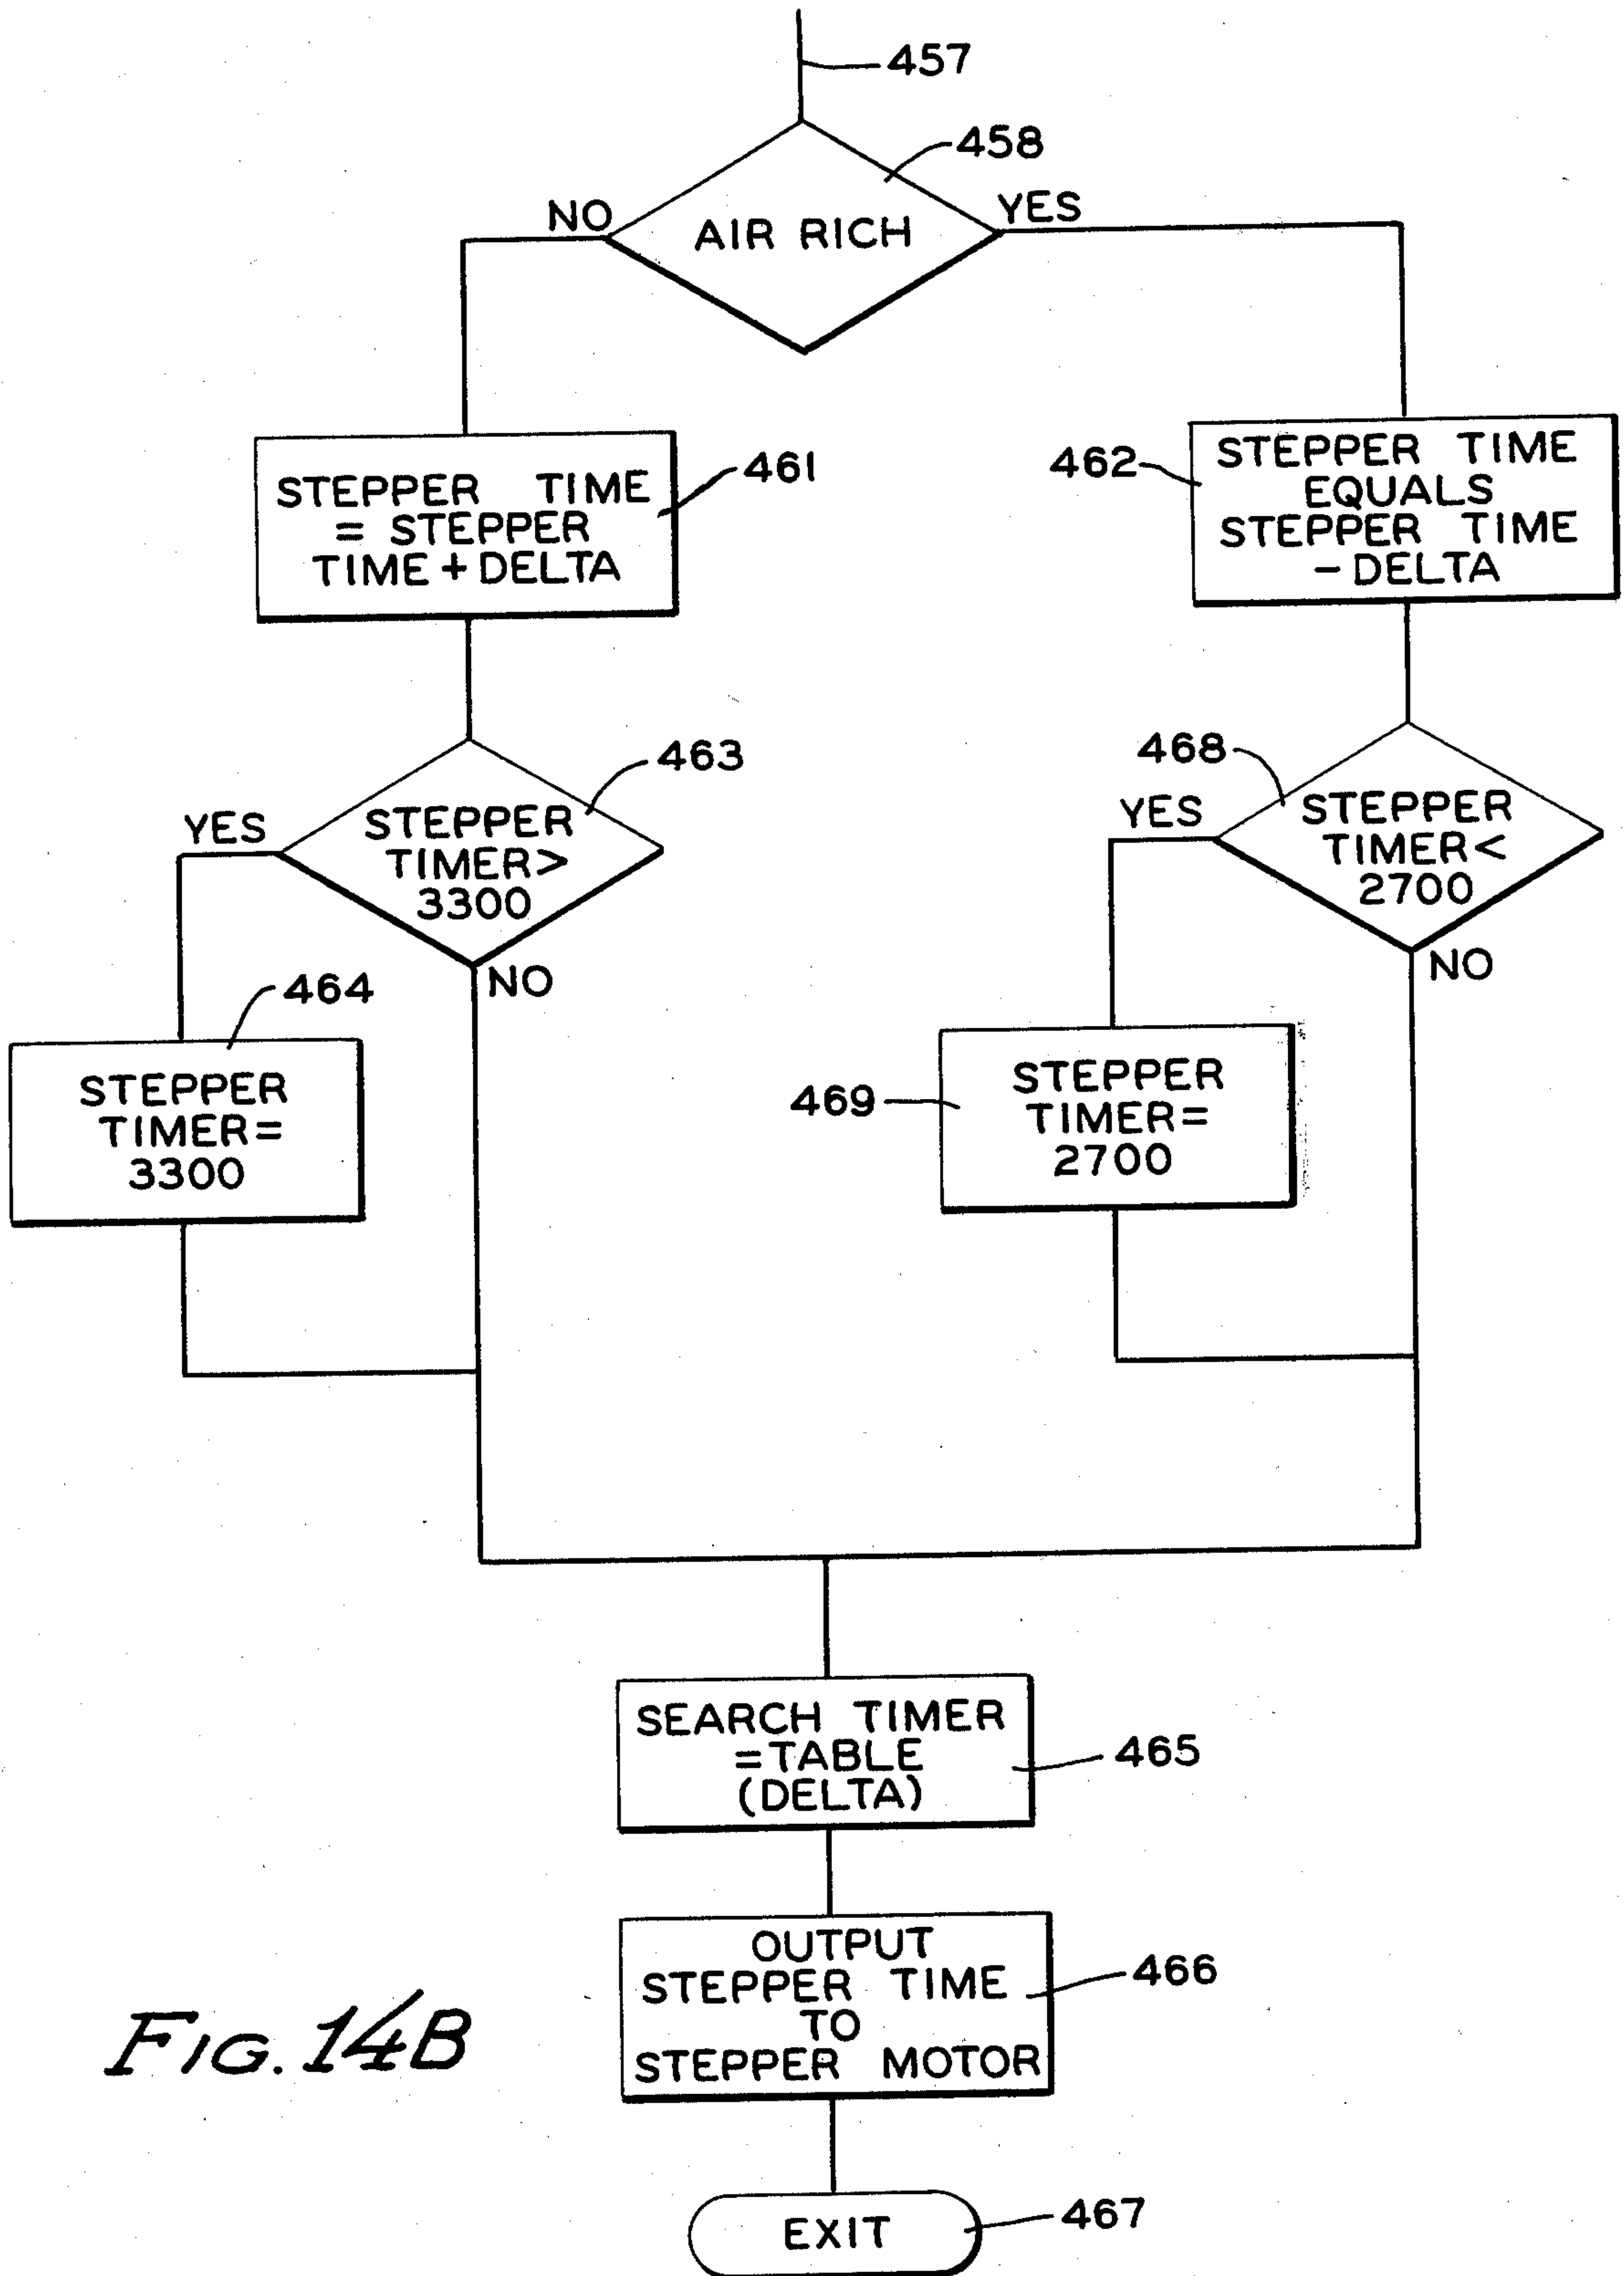 457
458
NO
YES
AIR RICH
STEPPER TIME
= STEPPER
TIME + DELTA
461
462
STEPPER TIME
EQUALS
STEPPER TIME
- DELTA
463
YES
STEPPER
TIMER>
3300
NO
468
YES
STEPPER
TIMER<
2700
NO
464
STEPPER
TIMER=
3300
469
STEPPER
TIMER=
2700
SEARCH TIMER
=TABLE
(DELTA)
465
OUTPUT
STEPPER TIME
TO
STEPPER MOTOR
466
EXIT
467
FIG. 14B